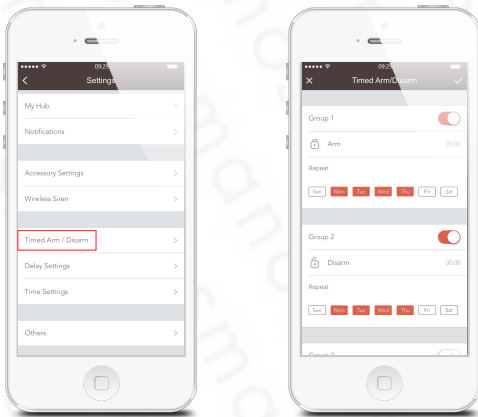 09:29
Settings
My Hub
Notifications
Accessory Settings
Wireless Siren
Timed Arm / Disarm
Delay Settings
Time Settings
Others
09:29
Timed Arm/Disarm
Group 1
Arm 00:00
Repeat
Sun Mon Tue Wed Thu Fri Sat
Group 2
Disarm 00:00
Repeat
Sun Mon Tue Wed Thu Fri Sat